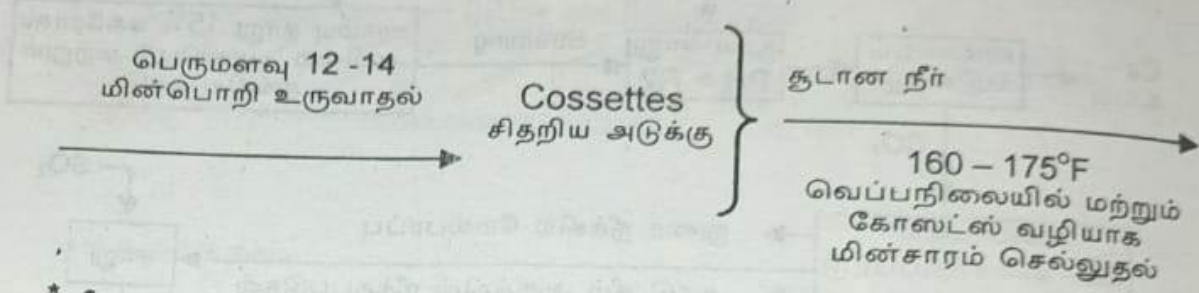 பெருமளவு 12 -14
மின்பொறி உருவாதல்
Cossettes
சிதறிய அடுக்கு
சூடான நீர்
160 – 175°F
வெப்பநிலையில் மற்றும்
கோஸட்ஸ் வழியாக
மின்சாரம் செல்லுதல்